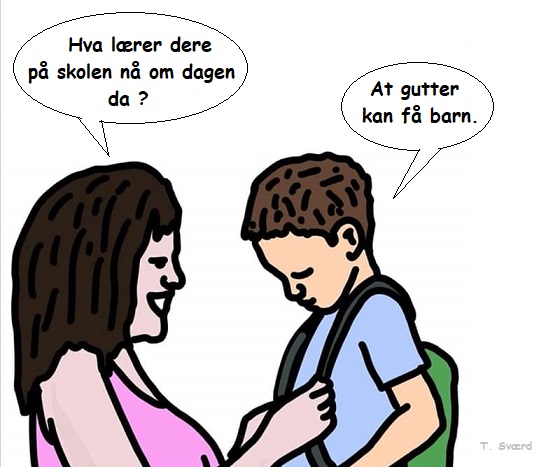 Hva lærer dere
på skolen nå om dagen
da ?
At gutter
kan få barn.
T. Sværd